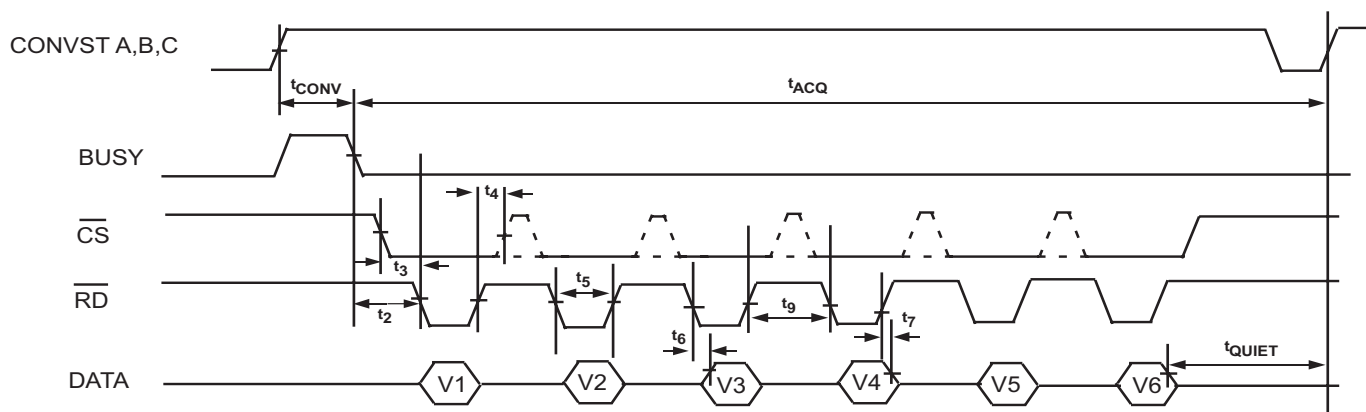 CONVST A,B,C
tCONV
tACQ
BUSY
t4
CS
t3
t5
RD
t2
t9
t6
t7
tQUIET
DATA
V1
V2
V3
V4
V5
V6